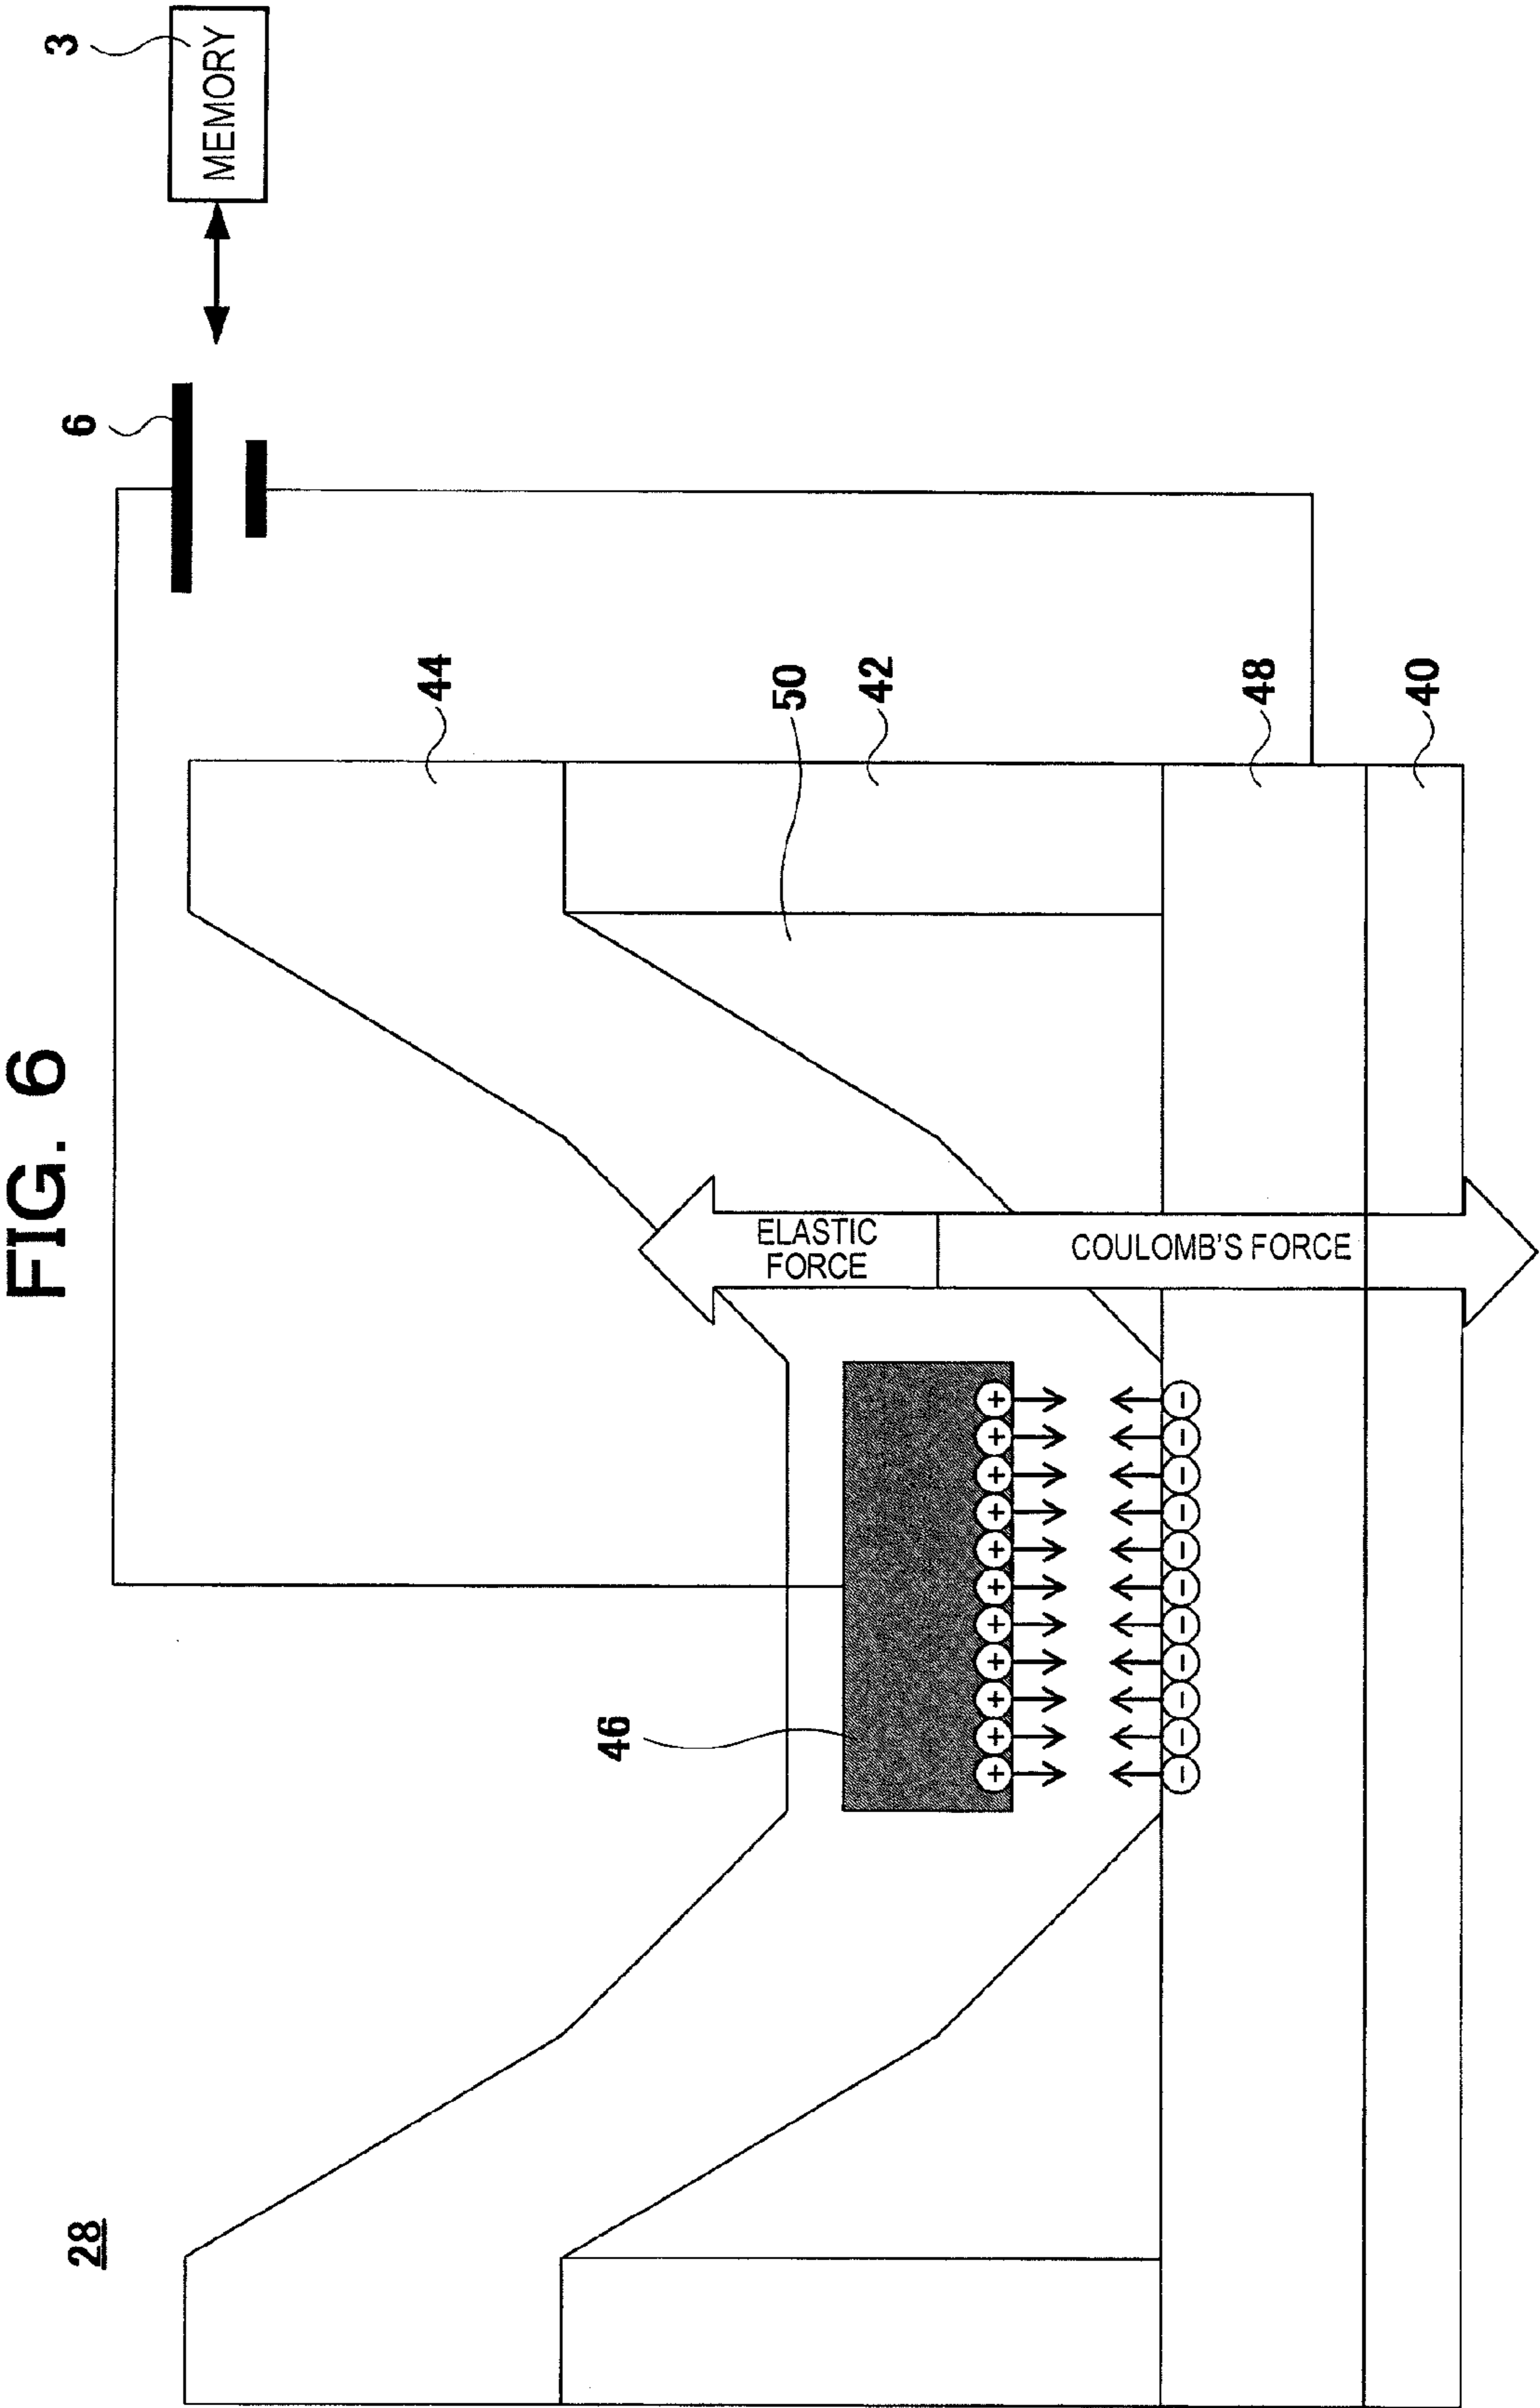 FIG. 6
28
3
MEMORY
6
44
50
42
48
40
46
ELASTIC
FORCE
COULOMB'S FORCE
+ + + + + + + + + + +
− − − − − − − − − − −